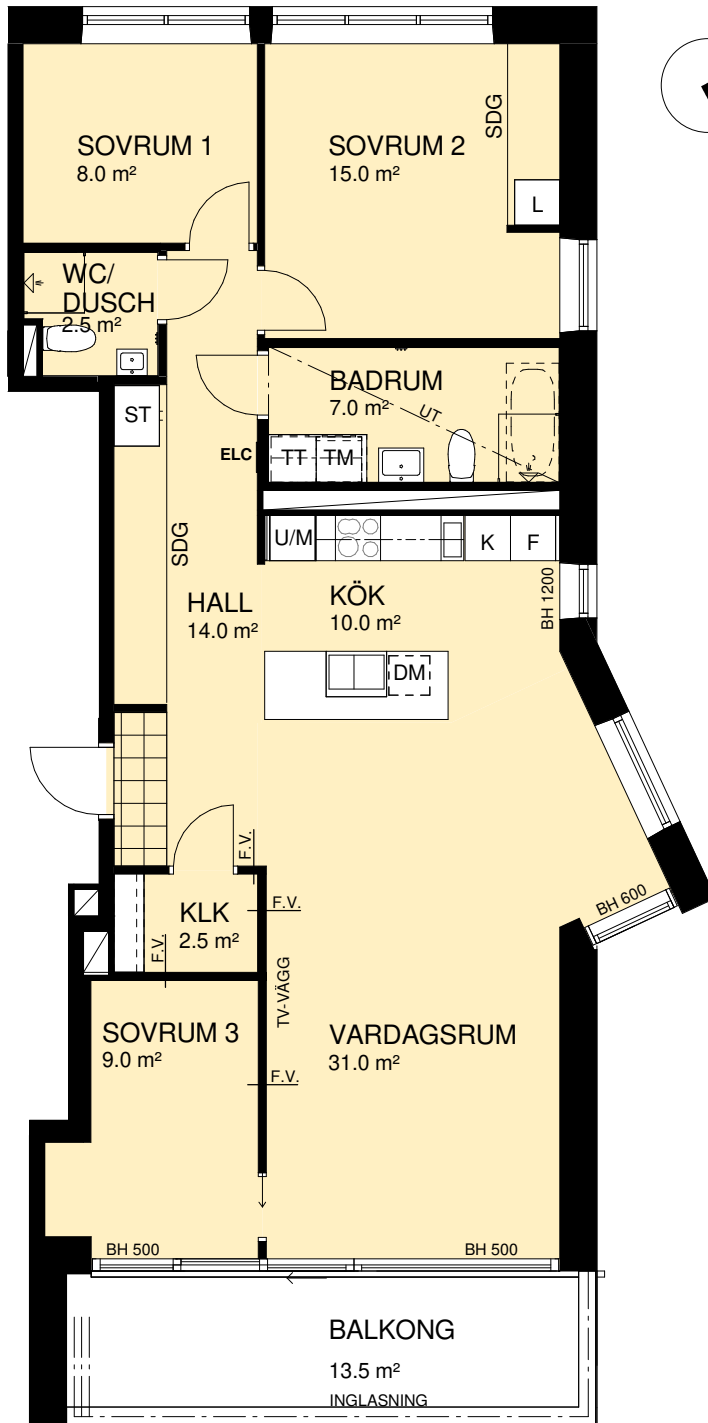 SOVRUM 1
8.0 m²
SOVRUM 2
15.0 m²
SDG
L
WC/
DUSCH
2.5 m²
BADRUM
7.0 m²
UT
ST
ELC
TT
TM
SDG
U/M
K
F
HALL
14.0 m²
KÖK
10.0 m²
BH 1200
DM
F.V.
BH 600
KLK
2.5 m²
F.V.
F.V.
TV-VÄGG
SOVRUM 3
9.0 m²
VARDAGSRUM
31.0 m²
F.V.
BH 500
BH 500
BALKONG
13.5 m²
INGLASNING